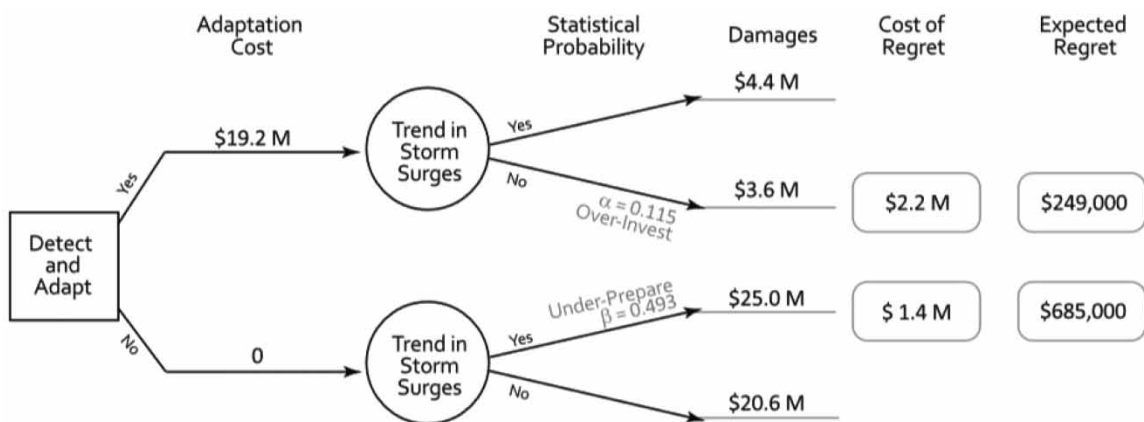 Adaptation
Cost
Statistical
Probability
Damages
Cost of
Regret
Expected
Regret
$4.4 M
Yes
$19.2 M
Trend in
Storm
Surges
Yes
No
α = 0.115
Over-Invest
$3.6 M
$2.2 M
$249,000
Detect
and
Adapt
Under-Prepare
β = 0.493
$25.0 M
$ 1.4 M
$685,000
No
0
Trend in
Storm
Surges
Yes
No
$20.6 M